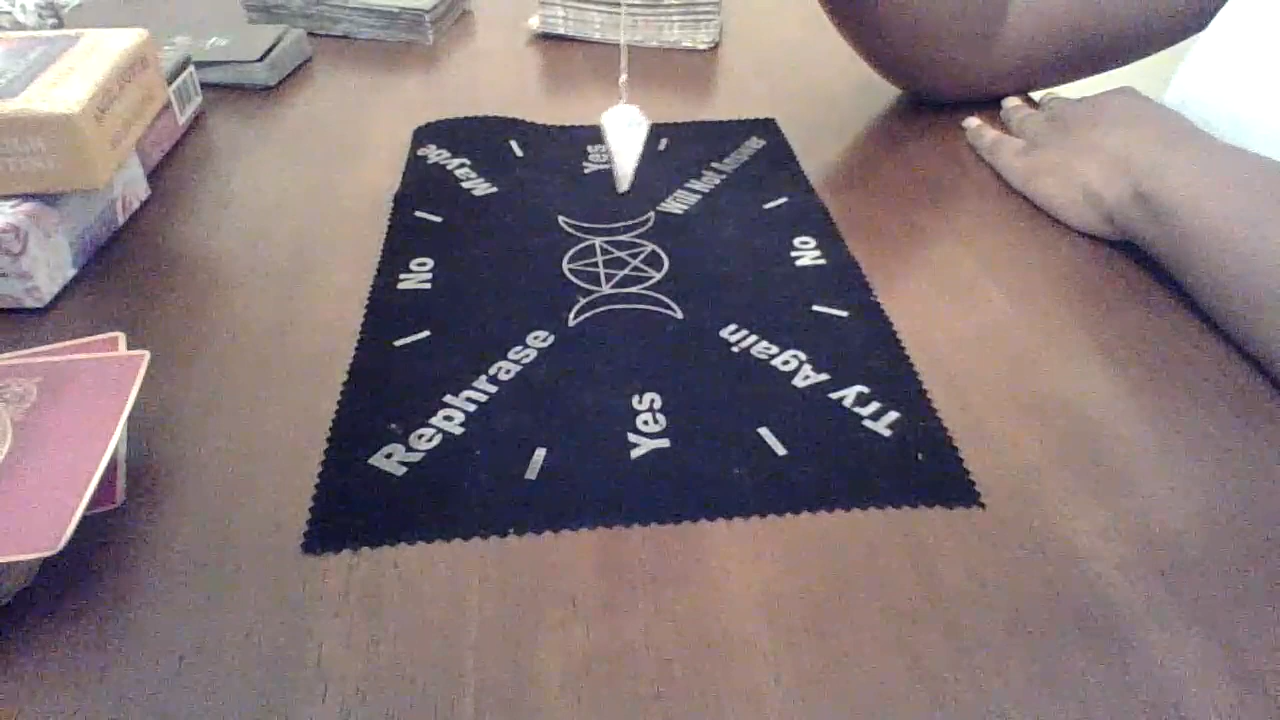 Maybe
Yes
Will Not Answer
No
No
Rephrase
Yes
Try Again